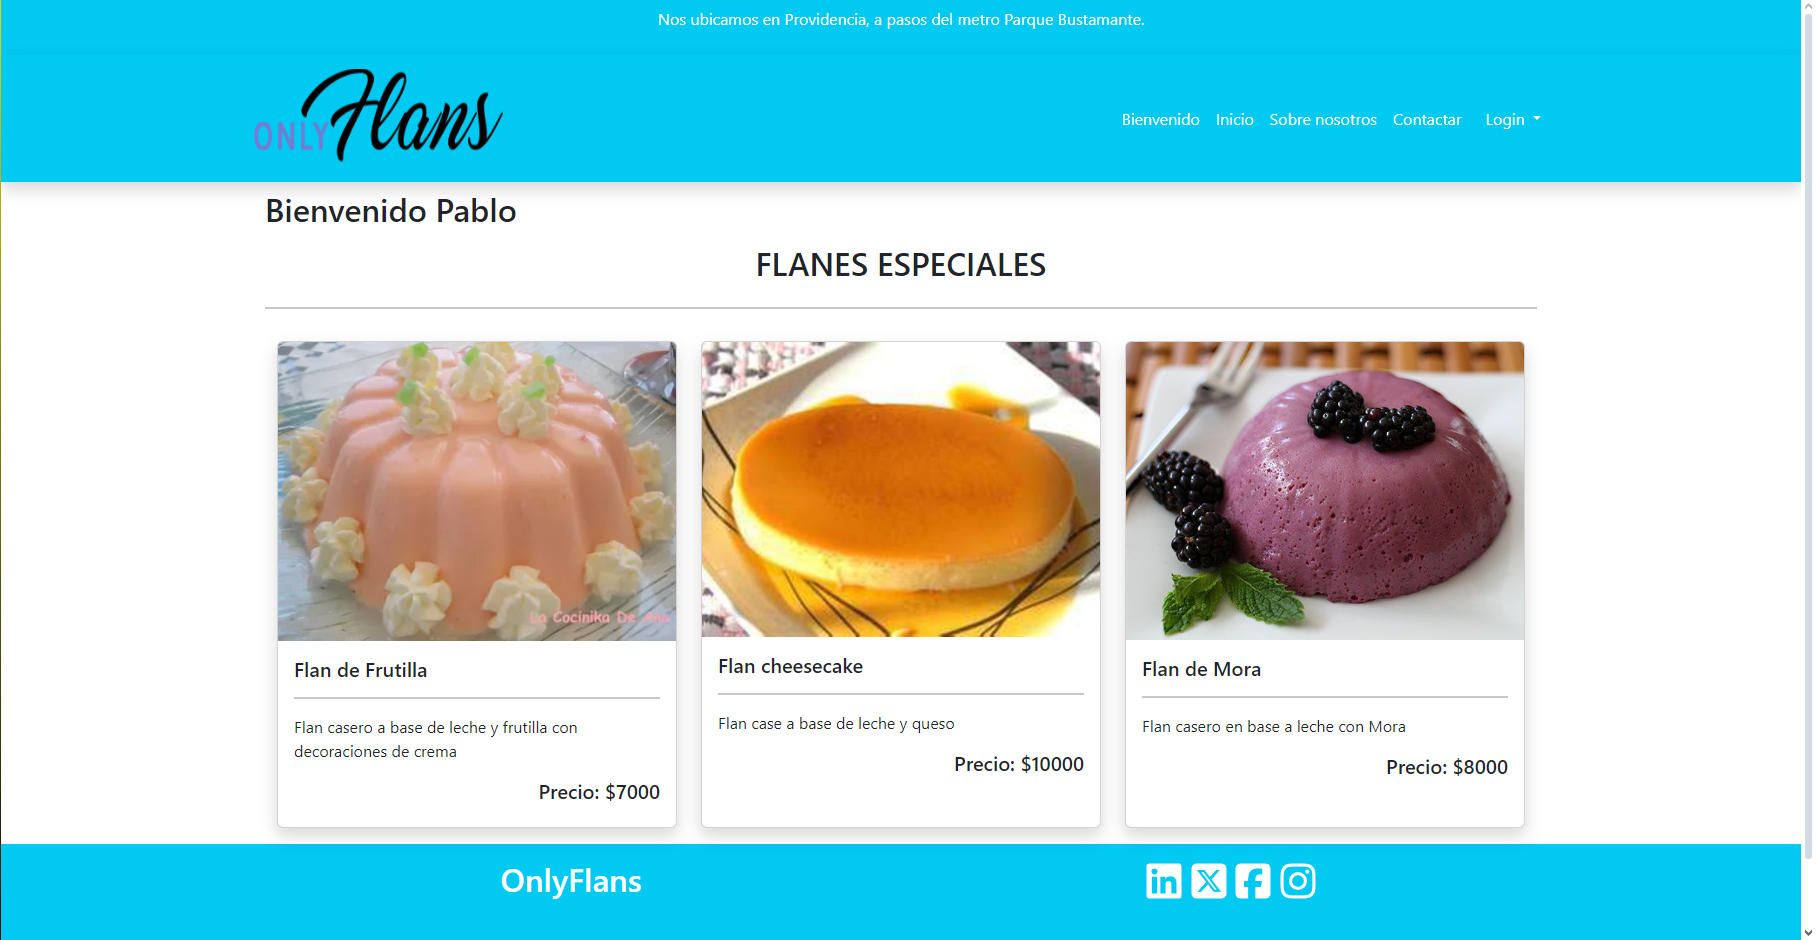 Nos ubicamos en Providencia, a pasos del metro Parque Bustamante.
ONLY Flans
Bienvenido Inicio Sobre nosotros Contactar Login
Bienvenido Pablo
FLANES ESPECIALES
La Cocinika De Ana
Flan de Frutilla
Flan casero a base de leche y frutilla con
decoraciones de crema
Precio: $7000
Flan cheesecake
Flan case a base de leche y queso
Precio: $10000
Flan de Mora
Flan casero en base a leche con Mora
Precio: $8000
OnlyFlans